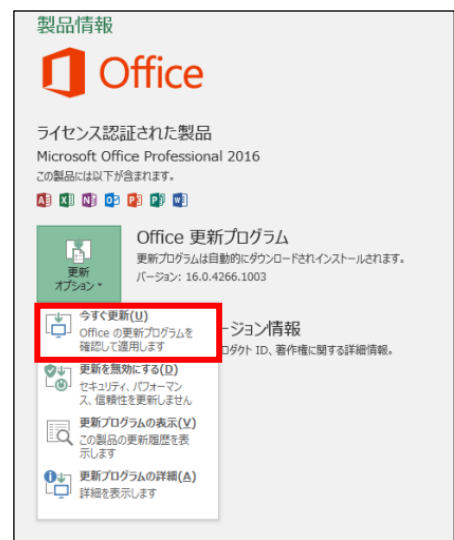 製品情報
Office
ライセンス認証された製品
Microsoft Office Professional 2016
この製品には以下が含まれます。
Office 更新プログラム
更新プログラムは自動的にダウンロードされインストールされます。
バージョン: 16.0.4266.1003
更新
オプション
今すぐ更新(U)
Office の更新プログラムを
確認して適用します
ージョン情報
ロダクト ID、著作権に関する詳細情報。
更新を無効にする(D)
セキュリティ、パフォーマン
ス、信頼性を更新しません
更新プログラムの表示(V)
この製品の更新履歴を表
示します
更新プログラムの詳細(A)
詳細を表示します